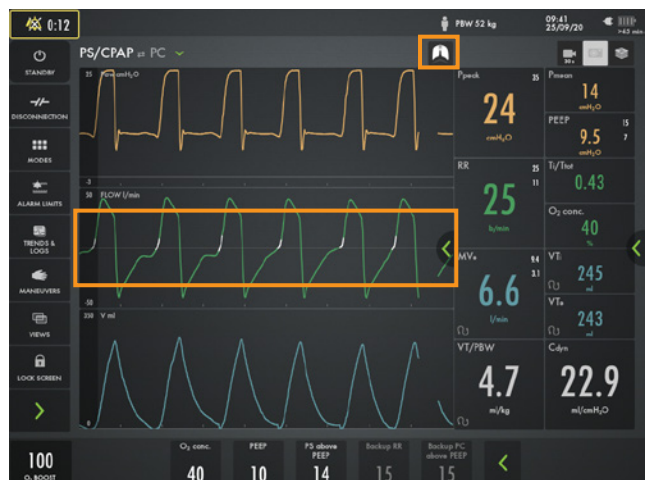 0:12
PBW 52 kg
09:41
25/09/20
>63 min
STANDBY
PS/CPAP ⇄ PC
30 s
DISCONNECTION
MODES
ALARM LIMITS
TRENDS &
LOGS
MANEUVERS
VIEWS
LOCK SCREEN
25 cmH₂O
-3
50 FLOW l/min
-50
350 V ml
0
Ppeak 35
24
cmH₂O
Pmean
14
cmH₂O
PEEP 15
9.5 7
cmH₂O
RR 25
11
25
b/min
Ti/Ttot
0.43
O₂ conc.
40
%
MVe
6.6
l/min
VTi
245
ml
VTe
243
ml
VT/PBW
4.7
ml/kg
Cdyn
22.9
ml/cmH₂O
100
O₂ BOOST
O₂ conc.
40
PEEP
10
PS above
PEEP
14
Backup RR
15
Backup PC
above PEEP
15